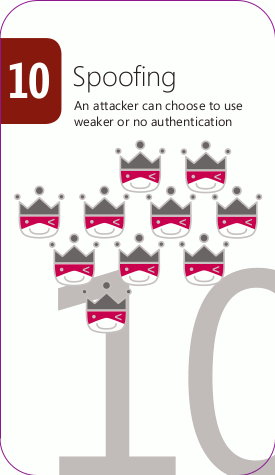 10
Spoofing
An attacker can choose to use
weaker or no authentication
10